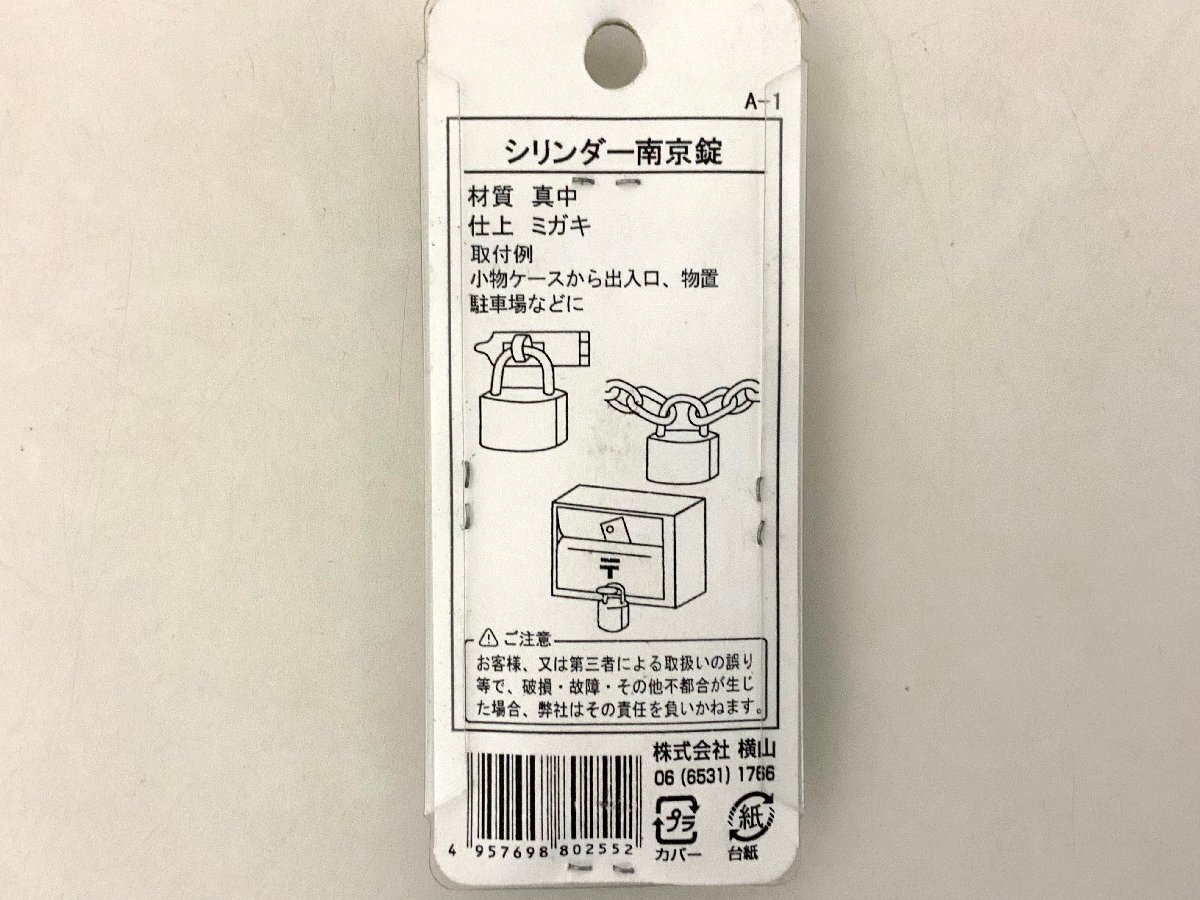 A-1
シリンダー南京錠
材質 真中
仕上 ミガキ
取付例
小物ケースから出入口、物置
駐車場などに
〒
ご注意
お客様、又は第三者による取扱いの誤り
等で、破損・故障・その他不都合が生じ
た場合、弊社はその責任を負いかねます。
株式会社 横山
06 (6531) 1766
プラ
紙
カバー
台紙
4 957698 802552